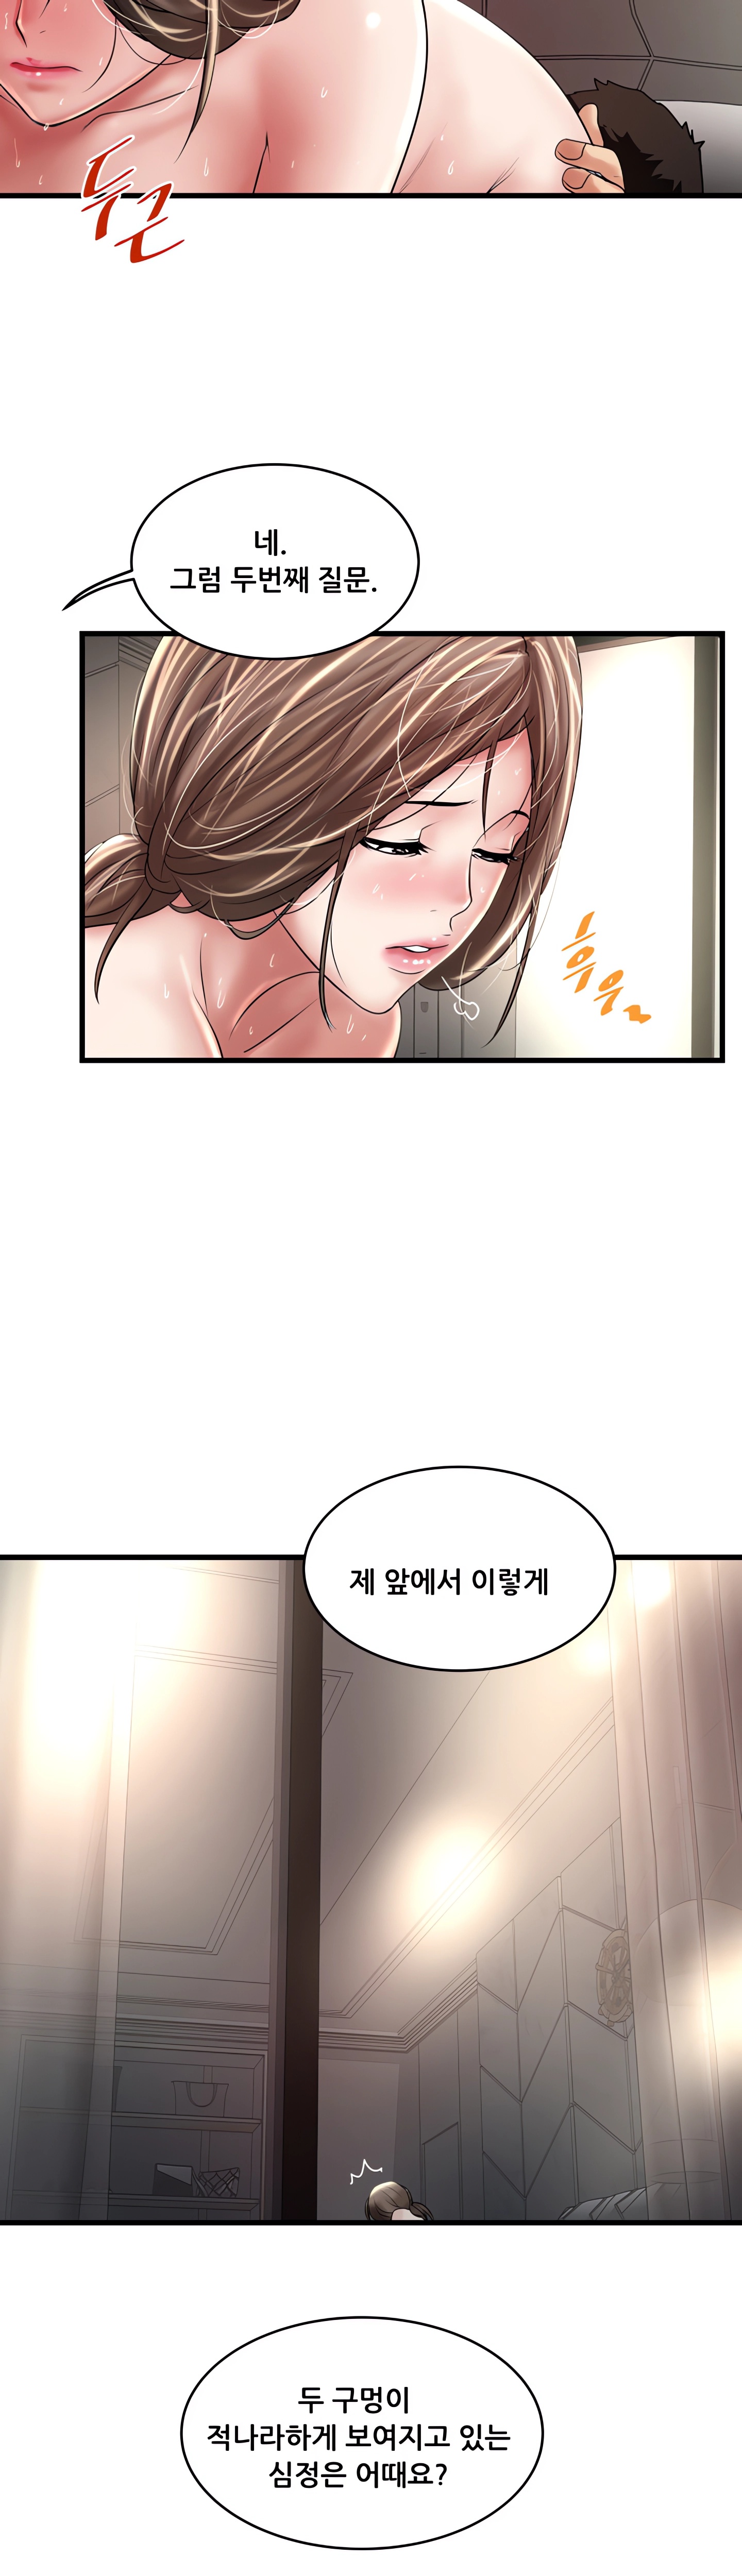 두근
네.
그럼 두번째 질문.
흐우우~
제 앞에서 이렇게
두 구멍이
적나라하게 보여지고 있는
심정은 어때요?